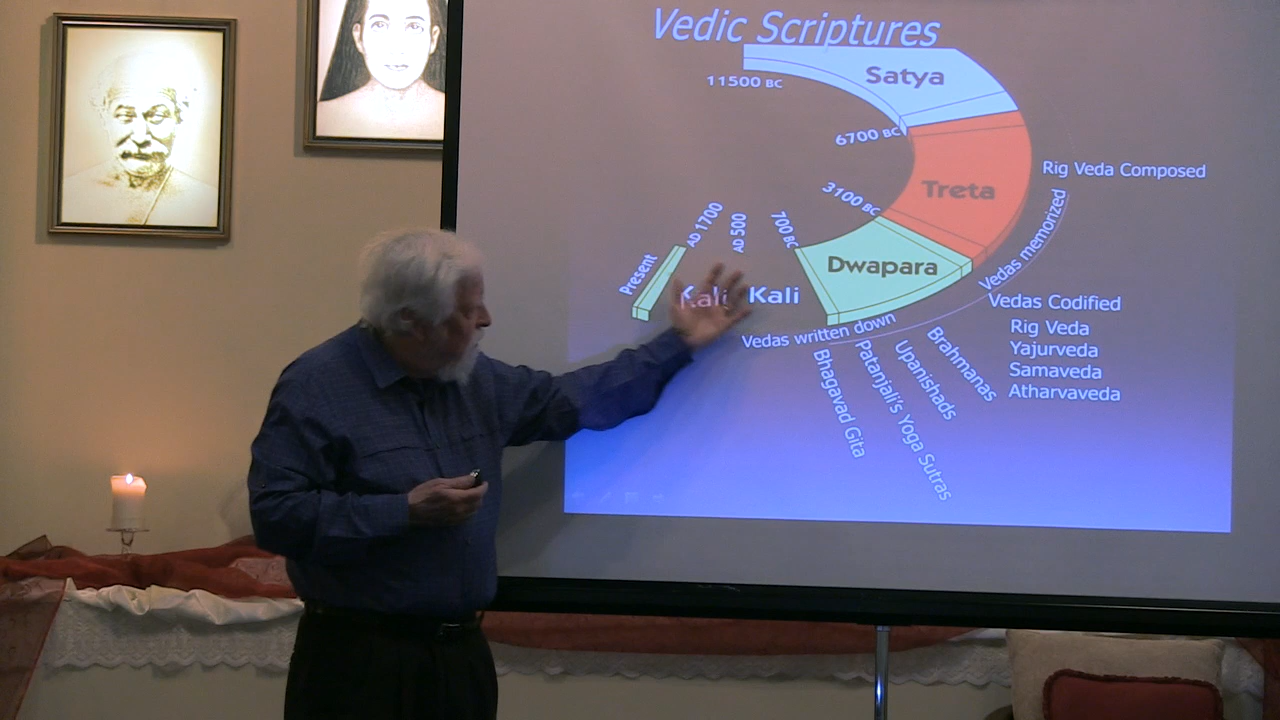 Vedic Scriptures
11500 BC
Satya
6700 BC
Treta
Rig Veda Composed
3100 BC
Vedas memorized
Dwapara
700 BC
AD 500
AD 1700
Present
Kali
Kali
Vedas written down
Vedas Codified
Rig Veda
Yajurveda
Samaveda
Atharvaveda
Brahmanas
Upanishads
Patanjali's Yoga Sutras
Bhagavad Gita